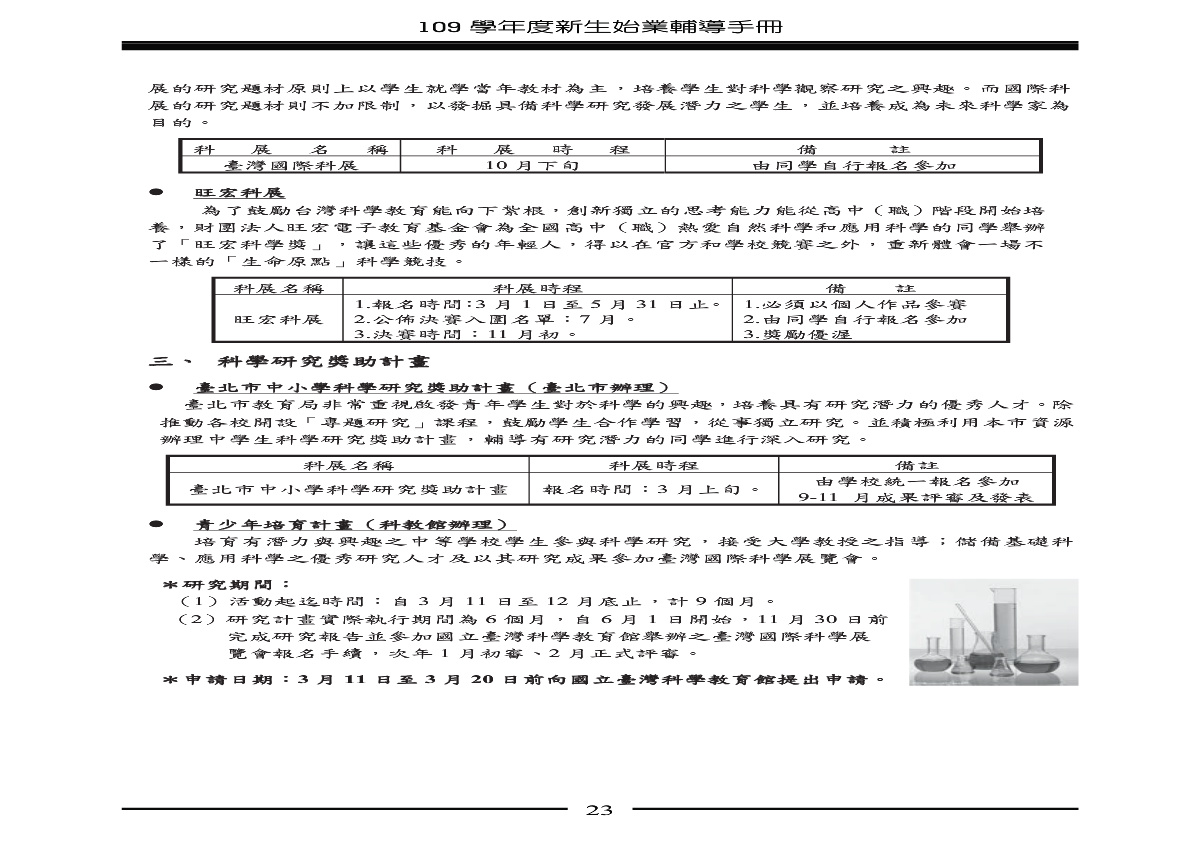 109 學年度新生始業輔導手冊
展的研究題材原則上以學生就學當年教材為主，培養學生對科學觀察研究之興趣。而國際科
展的研究題材則不加限制，以發掘具備科學研究發展潛力之學生，並培養成為未來科學家為
目的。
科 展 名 稱 科 展 時 程 備 註
臺灣國際科展 10 月下旬 由同學自行報名參加
● 旺宏科展
為了鼓勵台灣科學教育能向下紮根，創新獨立的思考能力能從高中（職）階段開始培
養，財團法人旺宏電子教育基金會為全國高中（職）熱愛自然科學和應用科學的同學舉辦
了「旺宏科學獎」，讓這些優秀的年輕人，得以在官方和學校競賽之外，重新體會一場不
一樣的「生命原點」科學競技。
科展名稱 科展時程 備 註
旺宏科展
1.報名時間：3 月 1 日至 5 月 31 日止。 1.必須以個人作品參賽
2.公佈決賽入圍名單：7 月。 2.由同學自行報名參加
3.決賽時間：11 月初。 3.獎勵優渥
三、 科學研究獎助計畫
● 臺北市中小學科學研究獎助計畫（臺北市辦理）
臺北市教育局非常重視啟發青年學生對於科學的興趣，培養具有研究潛力的優秀人才。除
推動各校開設「專題研究」課程，鼓勵學生合作學習，從事獨立研究。並積極利用本市資源
辦理中學生科學研究獎助計畫，輔導有研究潛力的同學進行深入研究。
科展名稱 科展時程 備註
臺北市中小學科學研究獎助計畫 報名時間：3 月上旬。 由學校統一報名參加
9-11 月成果評審及發表
● 青少年培育計畫（科教館辦理）
培育有潛力與興趣之中等學校學生參與科學研究，接受大學教授之指導；儲備基礎科
學、應用科學之優秀研究人才及以其研究成果參加臺灣國際科學展覽會。
＊研究期間：
（1）活動起迄時間：自 3 月 11 日至 12 月底止，計 9 個月。
（2）研究計畫實際執行期間為 6 個月，自 6 月 1 日開始，11 月 30 日前
完成研究報告並參加國立臺灣科學教育館舉辦之臺灣國際科學展
覽會報名手續，次年 1 月初審、2 月正式評審。
＊申請日期：3 月 11 日至 3 月 20 日前向國立臺灣科學教育館提出申請。
23